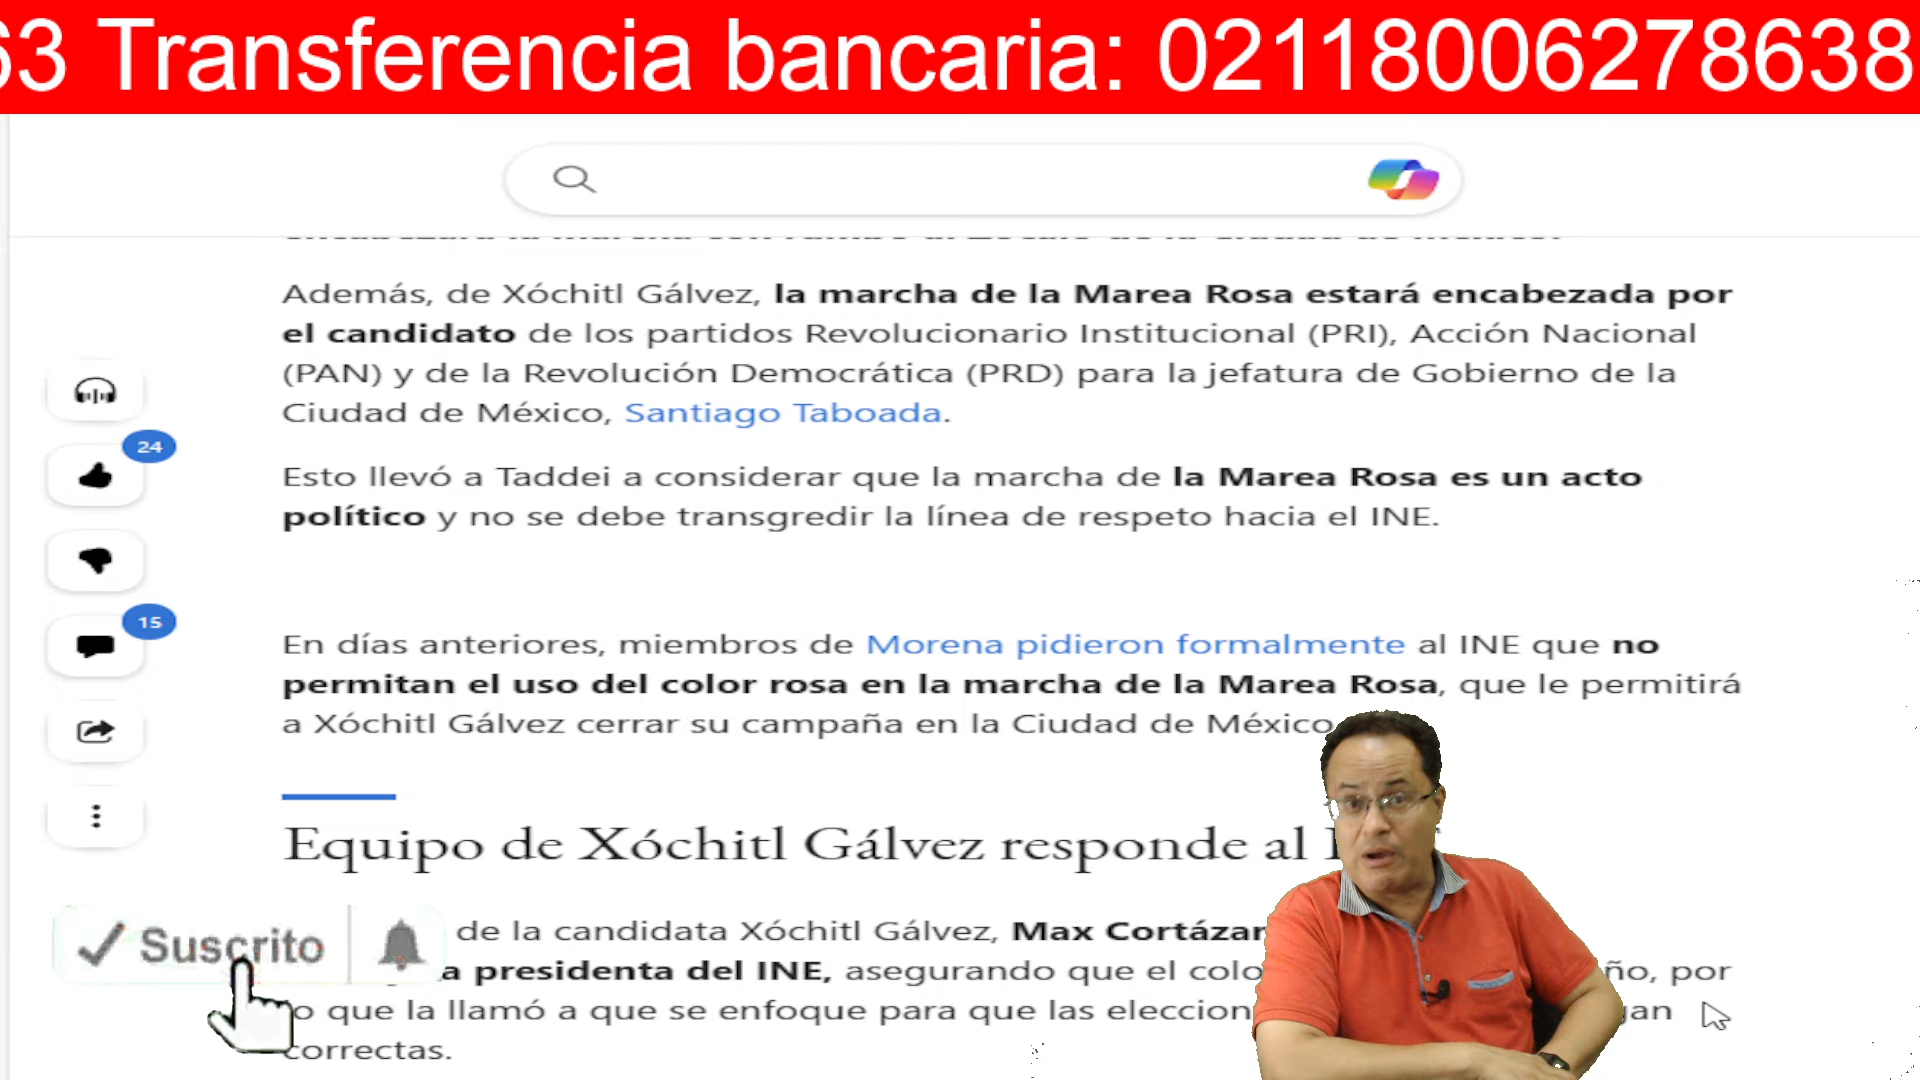 63 Transferencia bancaria: 02118006278638
Además, de Xóchitl Gálvez, la marcha de la Marea Rosa estará encabezada por
el candidato de los partidos Revolucionario Institucional (PRI), Acción Nacional
(PAN) y de la Revolución Democrática (PRD) para la jefatura de Gobierno de la
Ciudad de México, Santiago Taboada.
24
Esto llevó a Taddei a considerar que la marcha de la Marea Rosa es un acto
político y no se debe transgredir la línea de respeto hacia el INE.
15
En días anteriores, miembros de Morena pidieron formalmente al INE que no
permitan el uso del color rosa en la marcha de la Marea Rosa, que le permitirá
a Xóchitl Gálvez cerrar su campaña en la Ciudad de México
Equipo de Xóchitl Gálvez responde al
Suscrito
de la candidata Xóchitl Gálvez, Max Cortázar
a presidenta del INE, asegurando que el colo ño, por
o que la llamó a que se enfoque para que las eleccion gan
correctas.